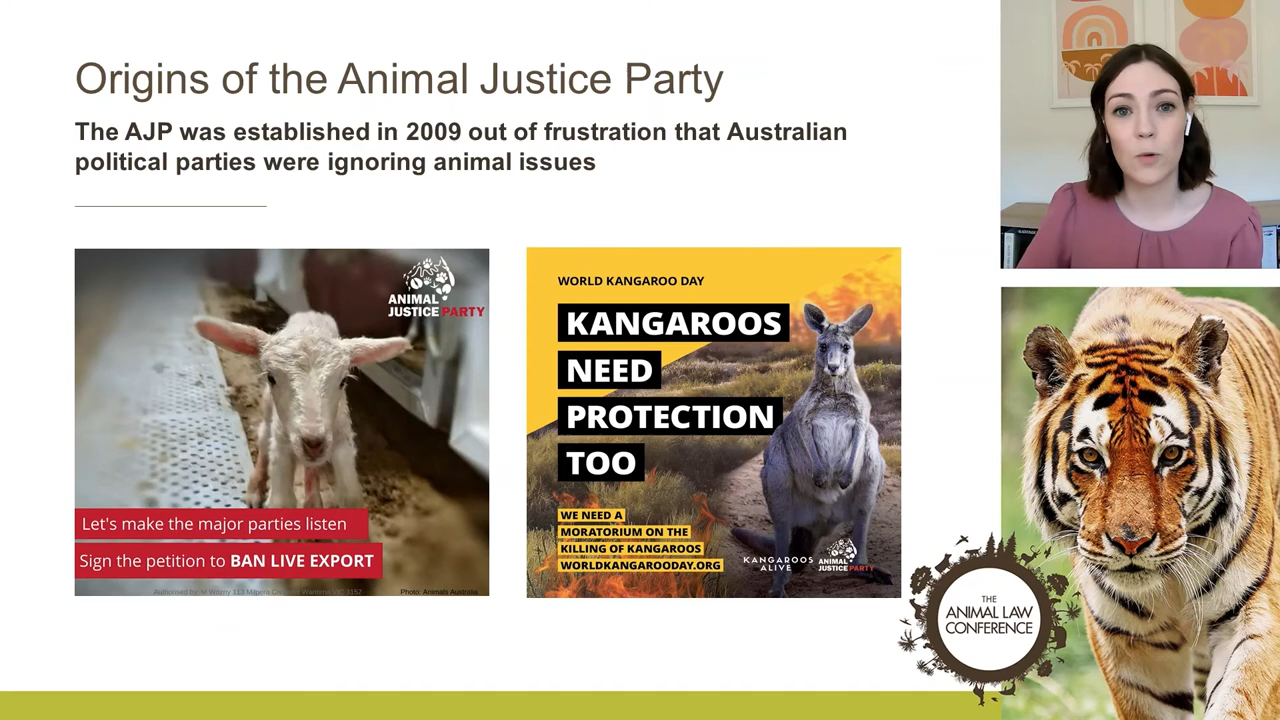 Origins of the Animal Justice Party
The AJP was established in 2009 out of frustration that Australian
political parties were ignoring animal issues
ANIMAL
JUSTICE PARTY
Let's make the major parties listen
Sign the petition to BAN LIVE EXPORT
Photo: Animals Australia
WORLD KANGAROO DAY
KANGAROOS
NEED
PROTECTION
TOO
WE NEED A
MORATORIUM ON THE
KILLING OF KANGAROOS
WORLDKANGAROODAY.ORG
KANGAROOS
ALIVE
ANIMAL
JUSTICE PARTY
THE
ANIMAL LAW
CONFERENCE